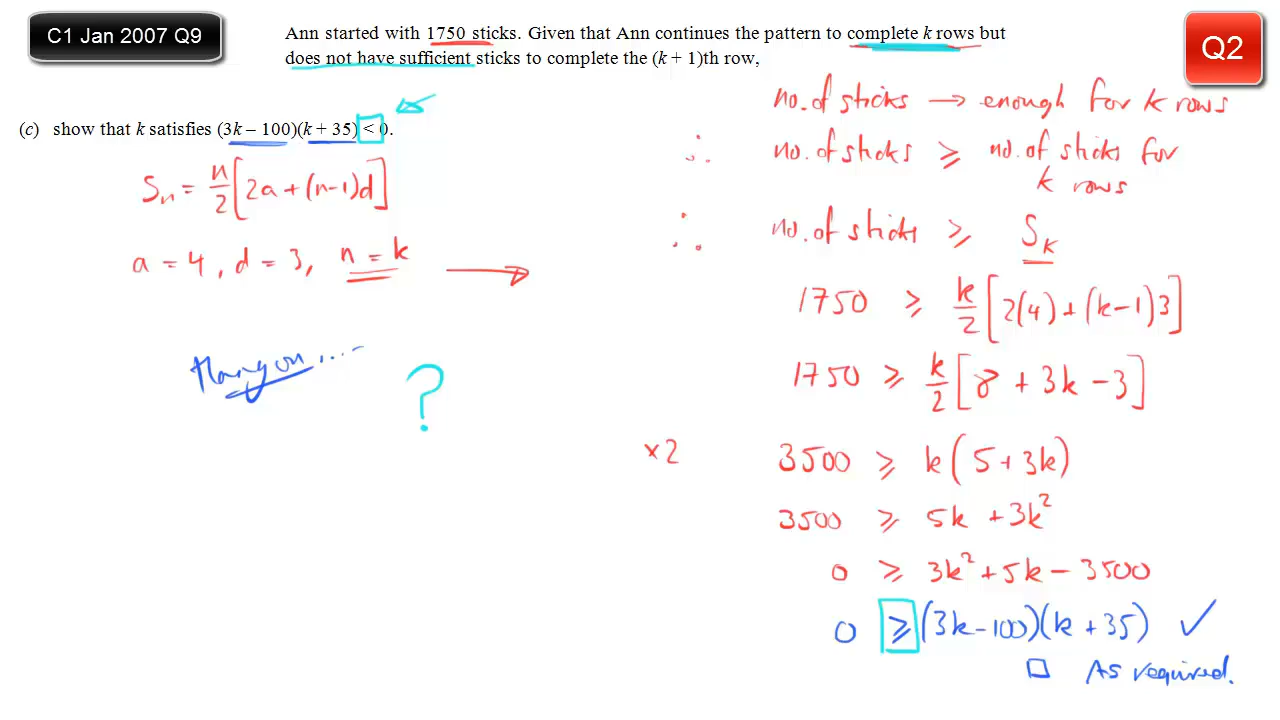 C1 Jan 2007 Q9
Ann started with 1750 sticks. Given that Ann continues the pattern to complete k rows but
does not have sufficient sticks to complete the (k + 1)th row,
Q2
(c) show that k satisfies (3k – 100)(k + 35) < 0.
Sₙ = n/2 [2a + (n-1)d]
a = 4, d = 3, n = k →
Hang on ....
?
no. of sticks → enough for k rows
∴ no. of sticks ⩾ no. of sticks for
k rows
∴ no. of sticks ⩾ Sₖ
1750 ⩾ k/2 [2(4) + (k-1)3]
1750 ⩾ k/2 [8 + 3k - 3]
×2 3500 ⩾ k(5 + 3k)
3500 ⩾ 5k + 3k²
0 ⩾ 3k² + 5k - 3500
0 ⩾ (3k - 100)(k + 35) ✓
□ As required.